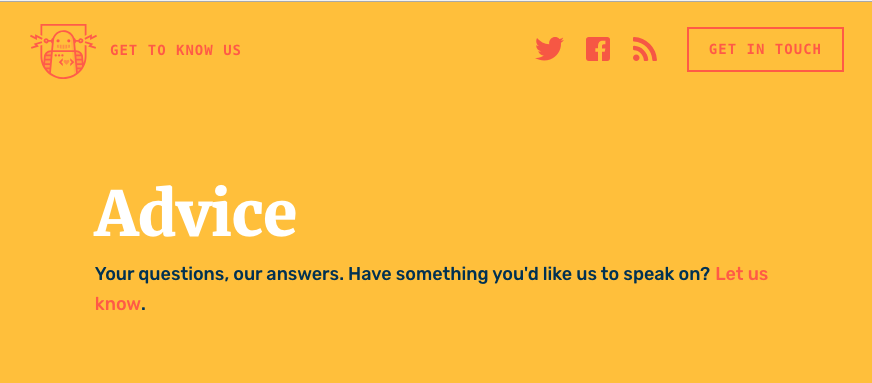 GET TO KNOW US
GET IN TOUCH
Advice
Your questions, our answers. Have something you'd like us to speak on? Let us
know.